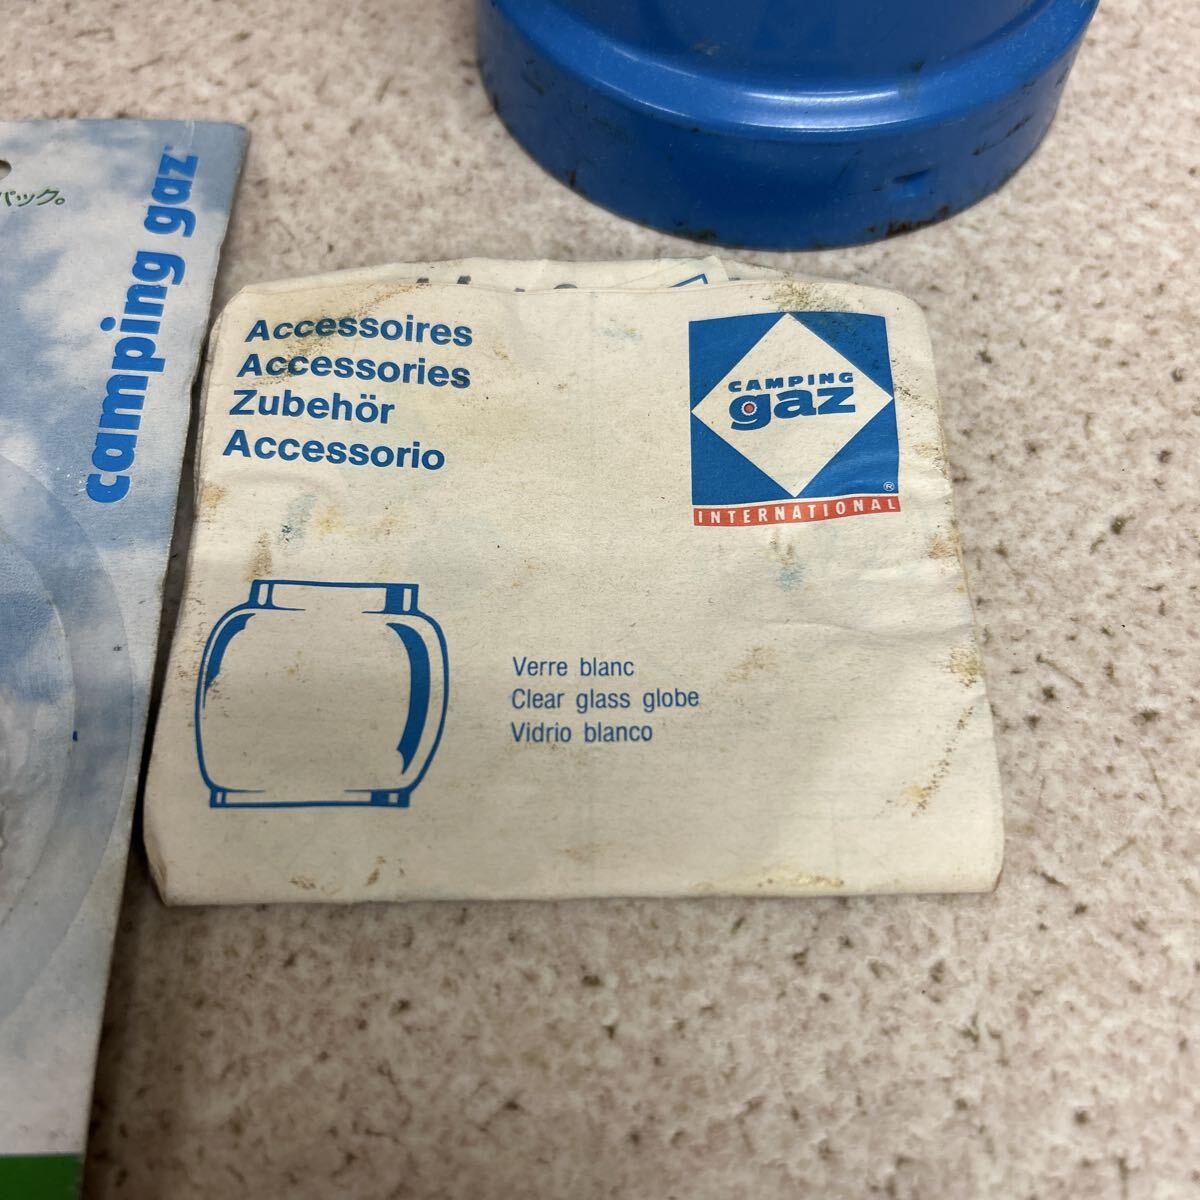 パック。
camping gaz
Accessoires
Accessories
Zubehör
Accessorio
CAMPING
gaz
®
INTERNATIONAL
Verre blanc
Clear glass globe
Vidrio blanco